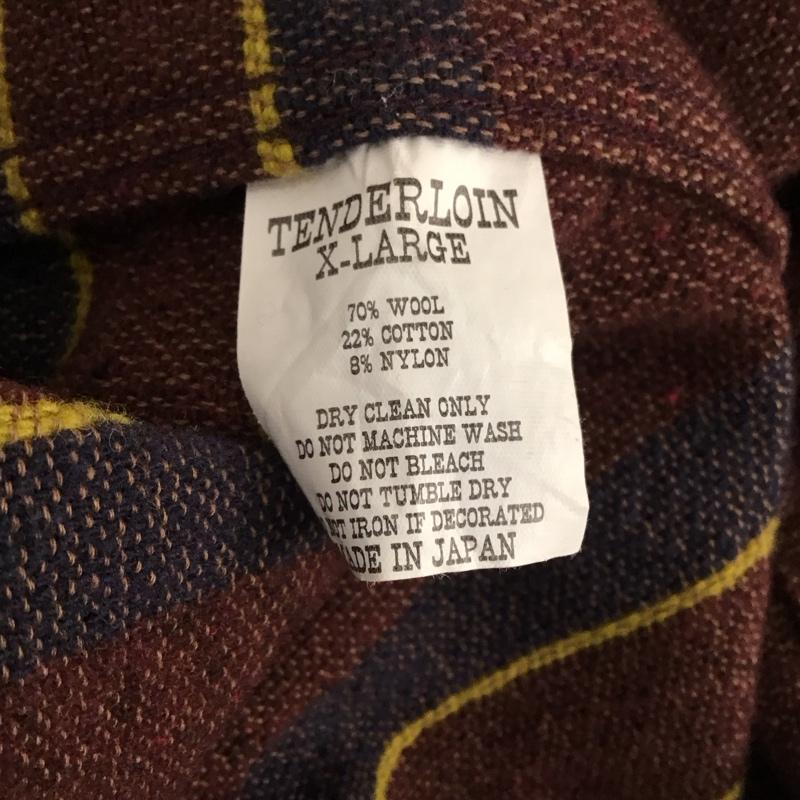 TENDERLOIN
X-LARGE
70% WOOL
22% COTTON
8% NYLON
DRY CLEAN ONLY
DO NOT MACHINE WASH
DO NOT BLEACH
DO NOT TUMBLE DRY
NOT IRON IF DECORATED
MADE IN JAPAN